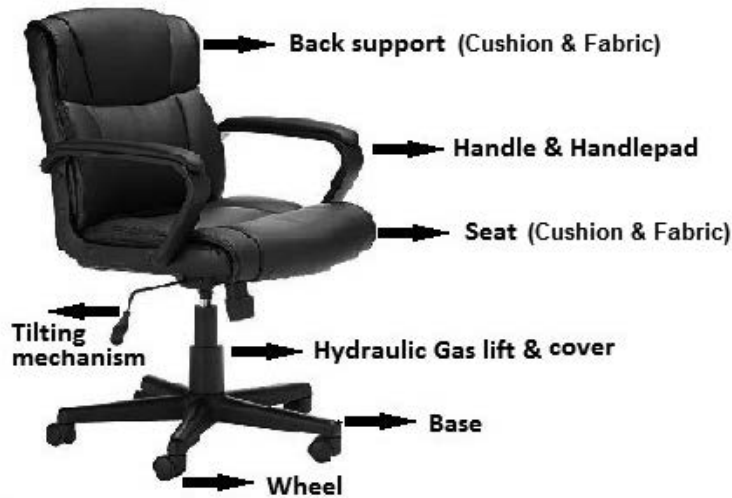 Back support (Cushion & Fabric)
Handle & Handlepad
Seat (Cushion & Fabric)
Tilting
mechanism
Hydraulic Gas lift & cover
Base
Wheel